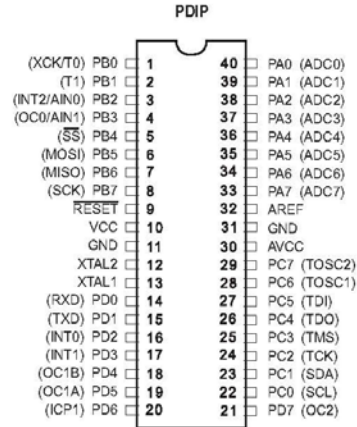 PDIP
(XCK/T0) PB0 1 40 PA0 (ADC0)
(T1) PB1 2 39 PA1 (ADC1)
(INT2/AIN0) PB2 3 38 PA2 (ADC2)
(OC0/AIN1) PB3 4 37 PA3 (ADC3)
(SS) PB4 5 36 PA4 (ADC4)
(MOSI) PB5 6 35 PA5 (ADC5)
(MISO) PB6 7 34 PA6 (ADC6)
(SCK) PB7 8 33 PA7 (ADC7)
RESET 9 32 AREF
VCC 10 31 GND
GND 11 30 AVCC
XTAL2 12 29 PC7 (TOSC2)
XTAL1 13 28 PC6 (TOSC1)
(RXD) PD0 14 27 PC5 (TDI)
(TXD) PD1 15 26 PC4 (TDO)
(INT0) PD2 16 25 PC3 (TMS)
(INT1) PD3 17 24 PC2 (TCK)
(OC1B) PD4 18 23 PC1 (SDA)
(OC1A) PD5 19 22 PC0 (SCL)
(ICP1) PD6 20 21 PD7 (OC2)